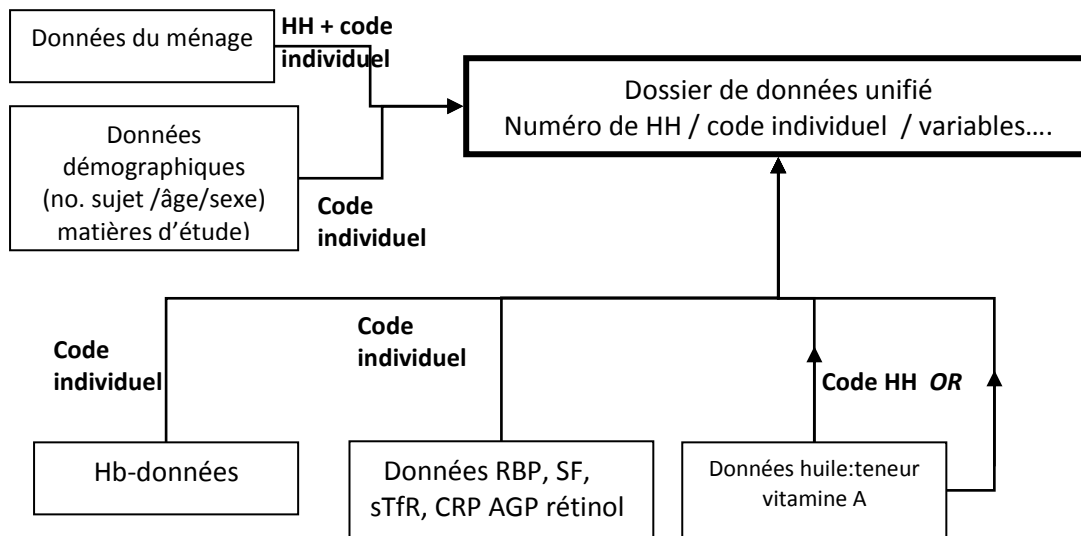 Données du ménage
HH + code
individuel
Dossier de données unifié
Numéro de HH / code individuel / variables....
Données
démographiques
(no. sujet /âge/sexe)
matières d'étude)
Code
individuel
Code
individuel
Code
individuel
Code HH OR
Hb-données
Données RBP, SF,
sTfR, CRP AGP rétinol
Données huile:teneur
vitamine A